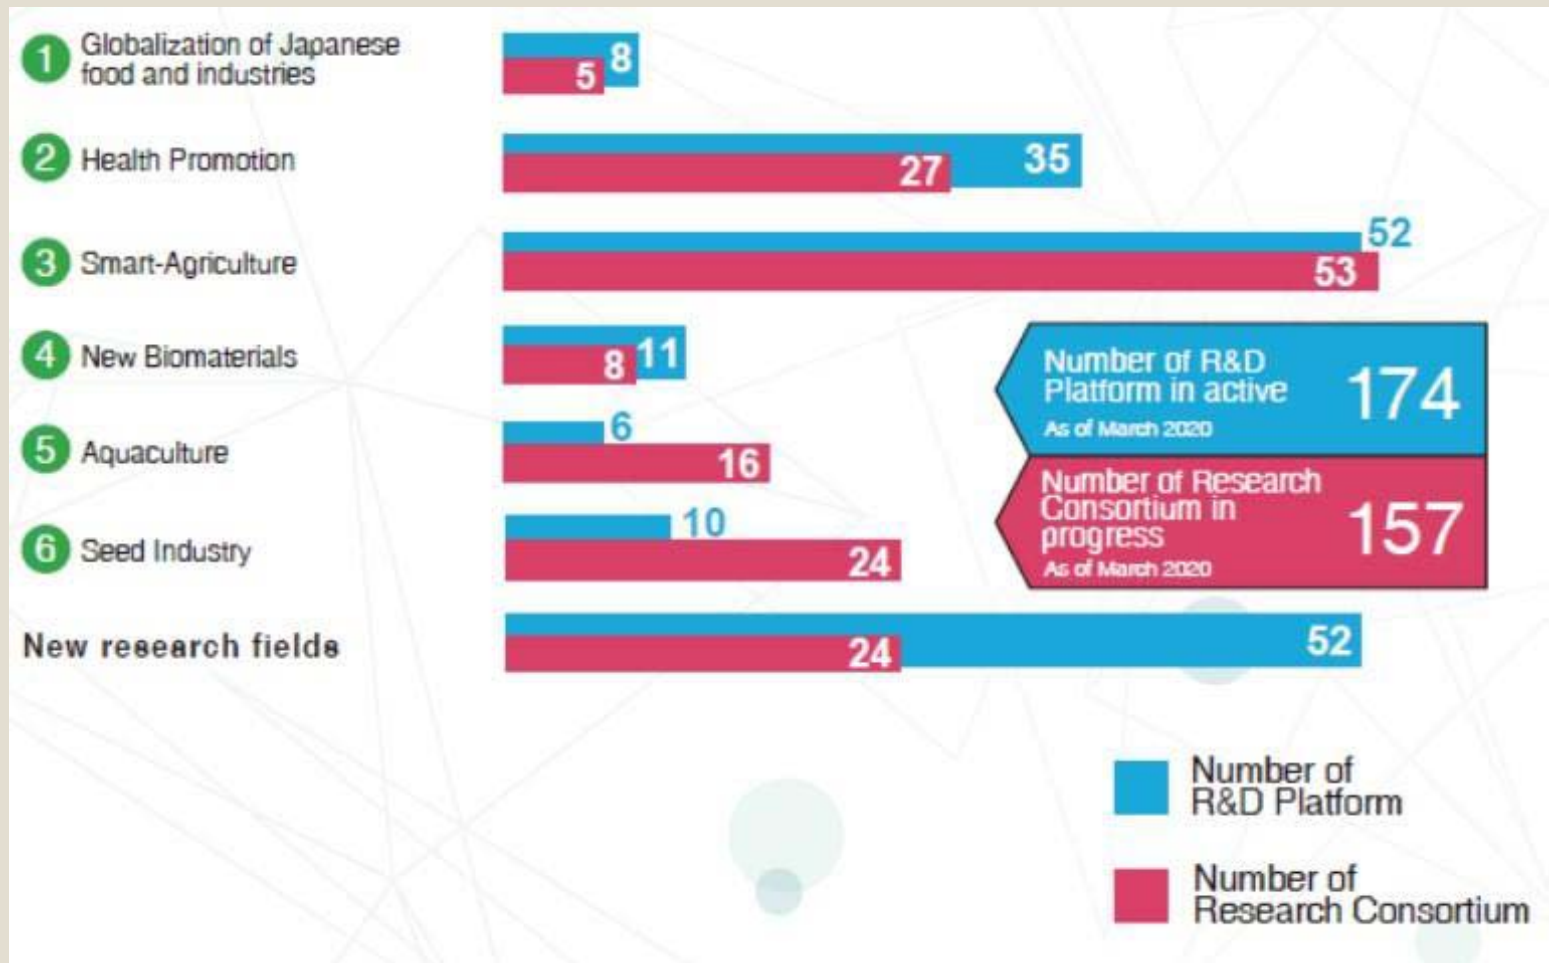 1 Globalization of Japanese
food and industries
8
5
2 Health Promotion
35
27
3 Smart-Agriculture
52
53
4 New Biomaterials
11
8
5 Aquaculture
6
16
6 Seed Industry
10
24
New research fields
52
24
Number of R&D
Platform in active
As of March 2020
174
Number of Research
Consortium in
progress
As of March 2020
157
Number of
R&D Platform
Number of
Research Consortium